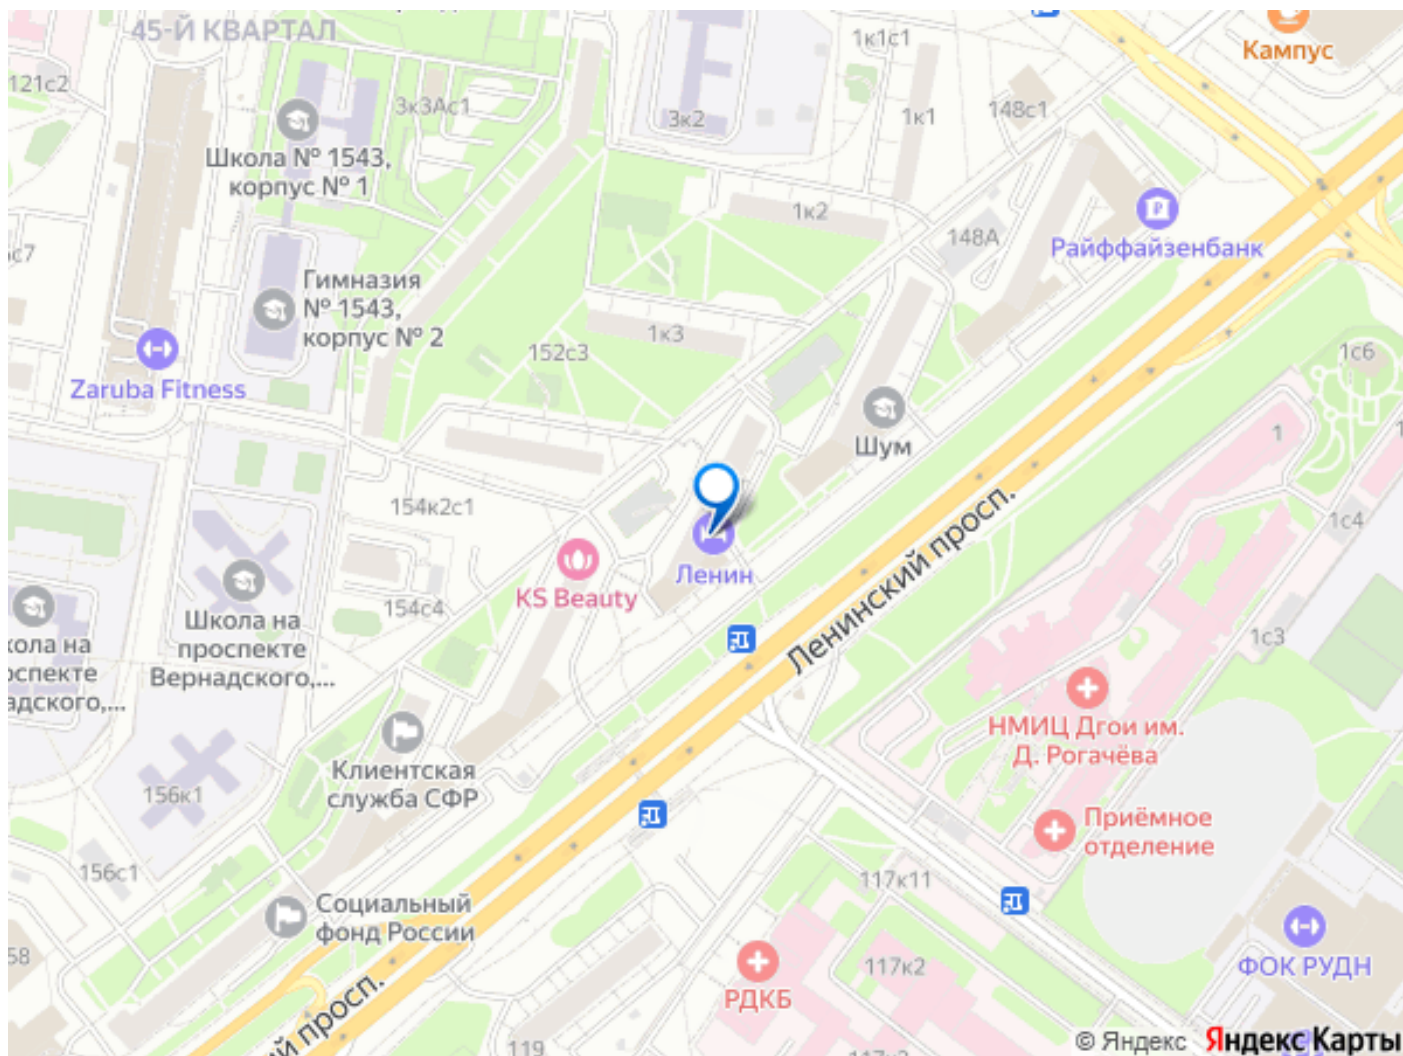 45-Й КВАРТАЛ
1к1с1
Кампус
121с2
3к3Ас1
148с1
3к2
1к1
Школа № 1543,
корпус № 1
1к2
148А
Райффайзенбанк
Гимназия
№ 1543,
корпус № 2
1к3
152с3
1с6
Zaruba Fitness
Шум
1
154к2с1
1с4
Ленин
KS Beauty
Ленинский просп.
154с4
Школа на
проспекте
Вернадского,...
1с3
НМИЦ Дгои им.
Д. Рогачёва
Клиентская
служба СФР
156к1
Приёмное
отделение
156с1
117к11
Социальный
фонд России
58
117к2
ФОК РУДН
РДКБ
й просп.
119
© Яндекс Яндекс Карты